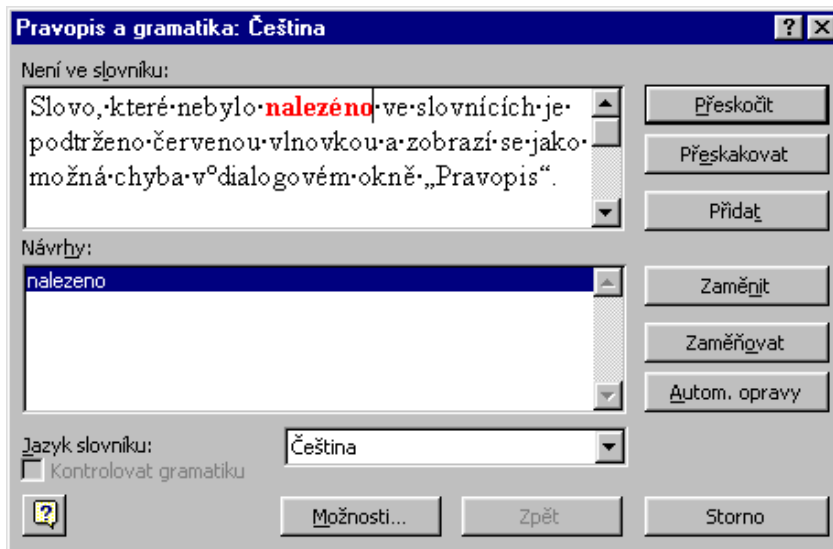 Pravopis a gramatika: Čeština
Není ve slovníku:
Slovo,·které·nebylo·nalezéno·ve·slovnících·je·
podtrženo·červenou·vlnovkou·a·zobrazí·se·jako·
možná·chyba·v°dialogovém·okně·„Pravopis“.
Přeskočit
Přeskakovat
Přidat
Návrhy:
nalezeno
Zaměnit
Zaměňovat
Autom. opravy
Jazyk slovníku:
Čeština
Kontrolovat gramatiku
Možnosti...
Zpět
Storno